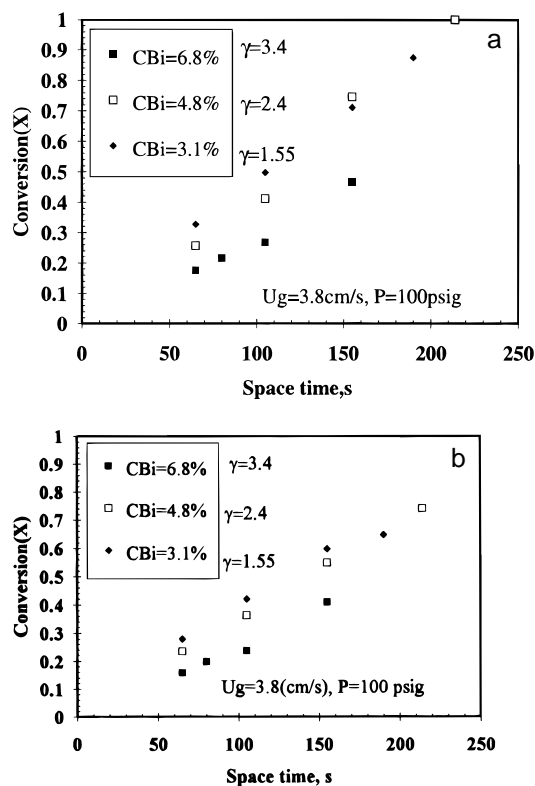 a
1
0.9
0.8
0.7
0.6
0.5
0.4
0.3
0.2
0.1
0
Conversion(X)
CBi=6.8% γ=3.4
CBi=4.8% γ=2.4
CBi=3.1% γ=1.55
Ug=3.8cm/s, P=100psig
0 50 100 150 200 250
Space time,s
b
1
0.9
0.8
0.7
0.6
0.5
0.4
0.3
0.2
0.1
0
Conversion(X)
CBi=6.8% γ=3.4
CBi=4.8% γ=2.4
CBi=3.1% γ=1.55
Ug=3.8(cm/s), P=100 psig
0 50 100 150 200 250
Space time, s